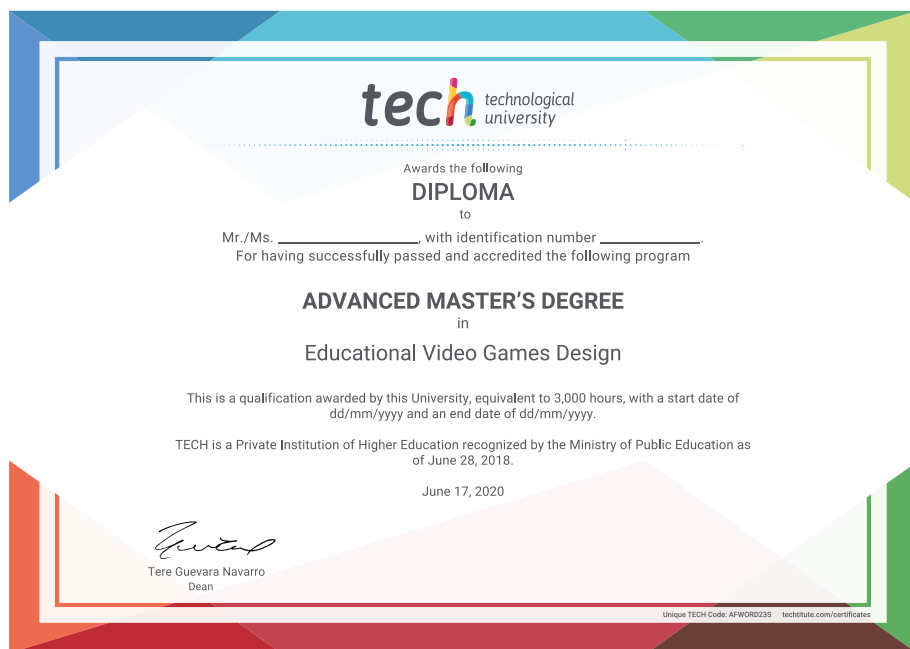 tech technological
university
Awards the following
DIPLOMA
to
Mr./Ms. ____________________, with identification number ______________.
For having successfully passed and accredited the following program
ADVANCED MASTER’S DEGREE
in
Educational Video Games Design
This is a qualification awarded by this University, equivalent to 3,000 hours, with a start date of
dd/mm/yyyy and an end date of dd/mm/yyyy.
TECH is a Private Institution of Higher Education recognized by the Ministry of Public Education as
of June 28, 2018.
June 17, 2020
Tere Guevara Navarro
Dean
Unique TECH Code: AFWORD23S techtitute.com/certificates